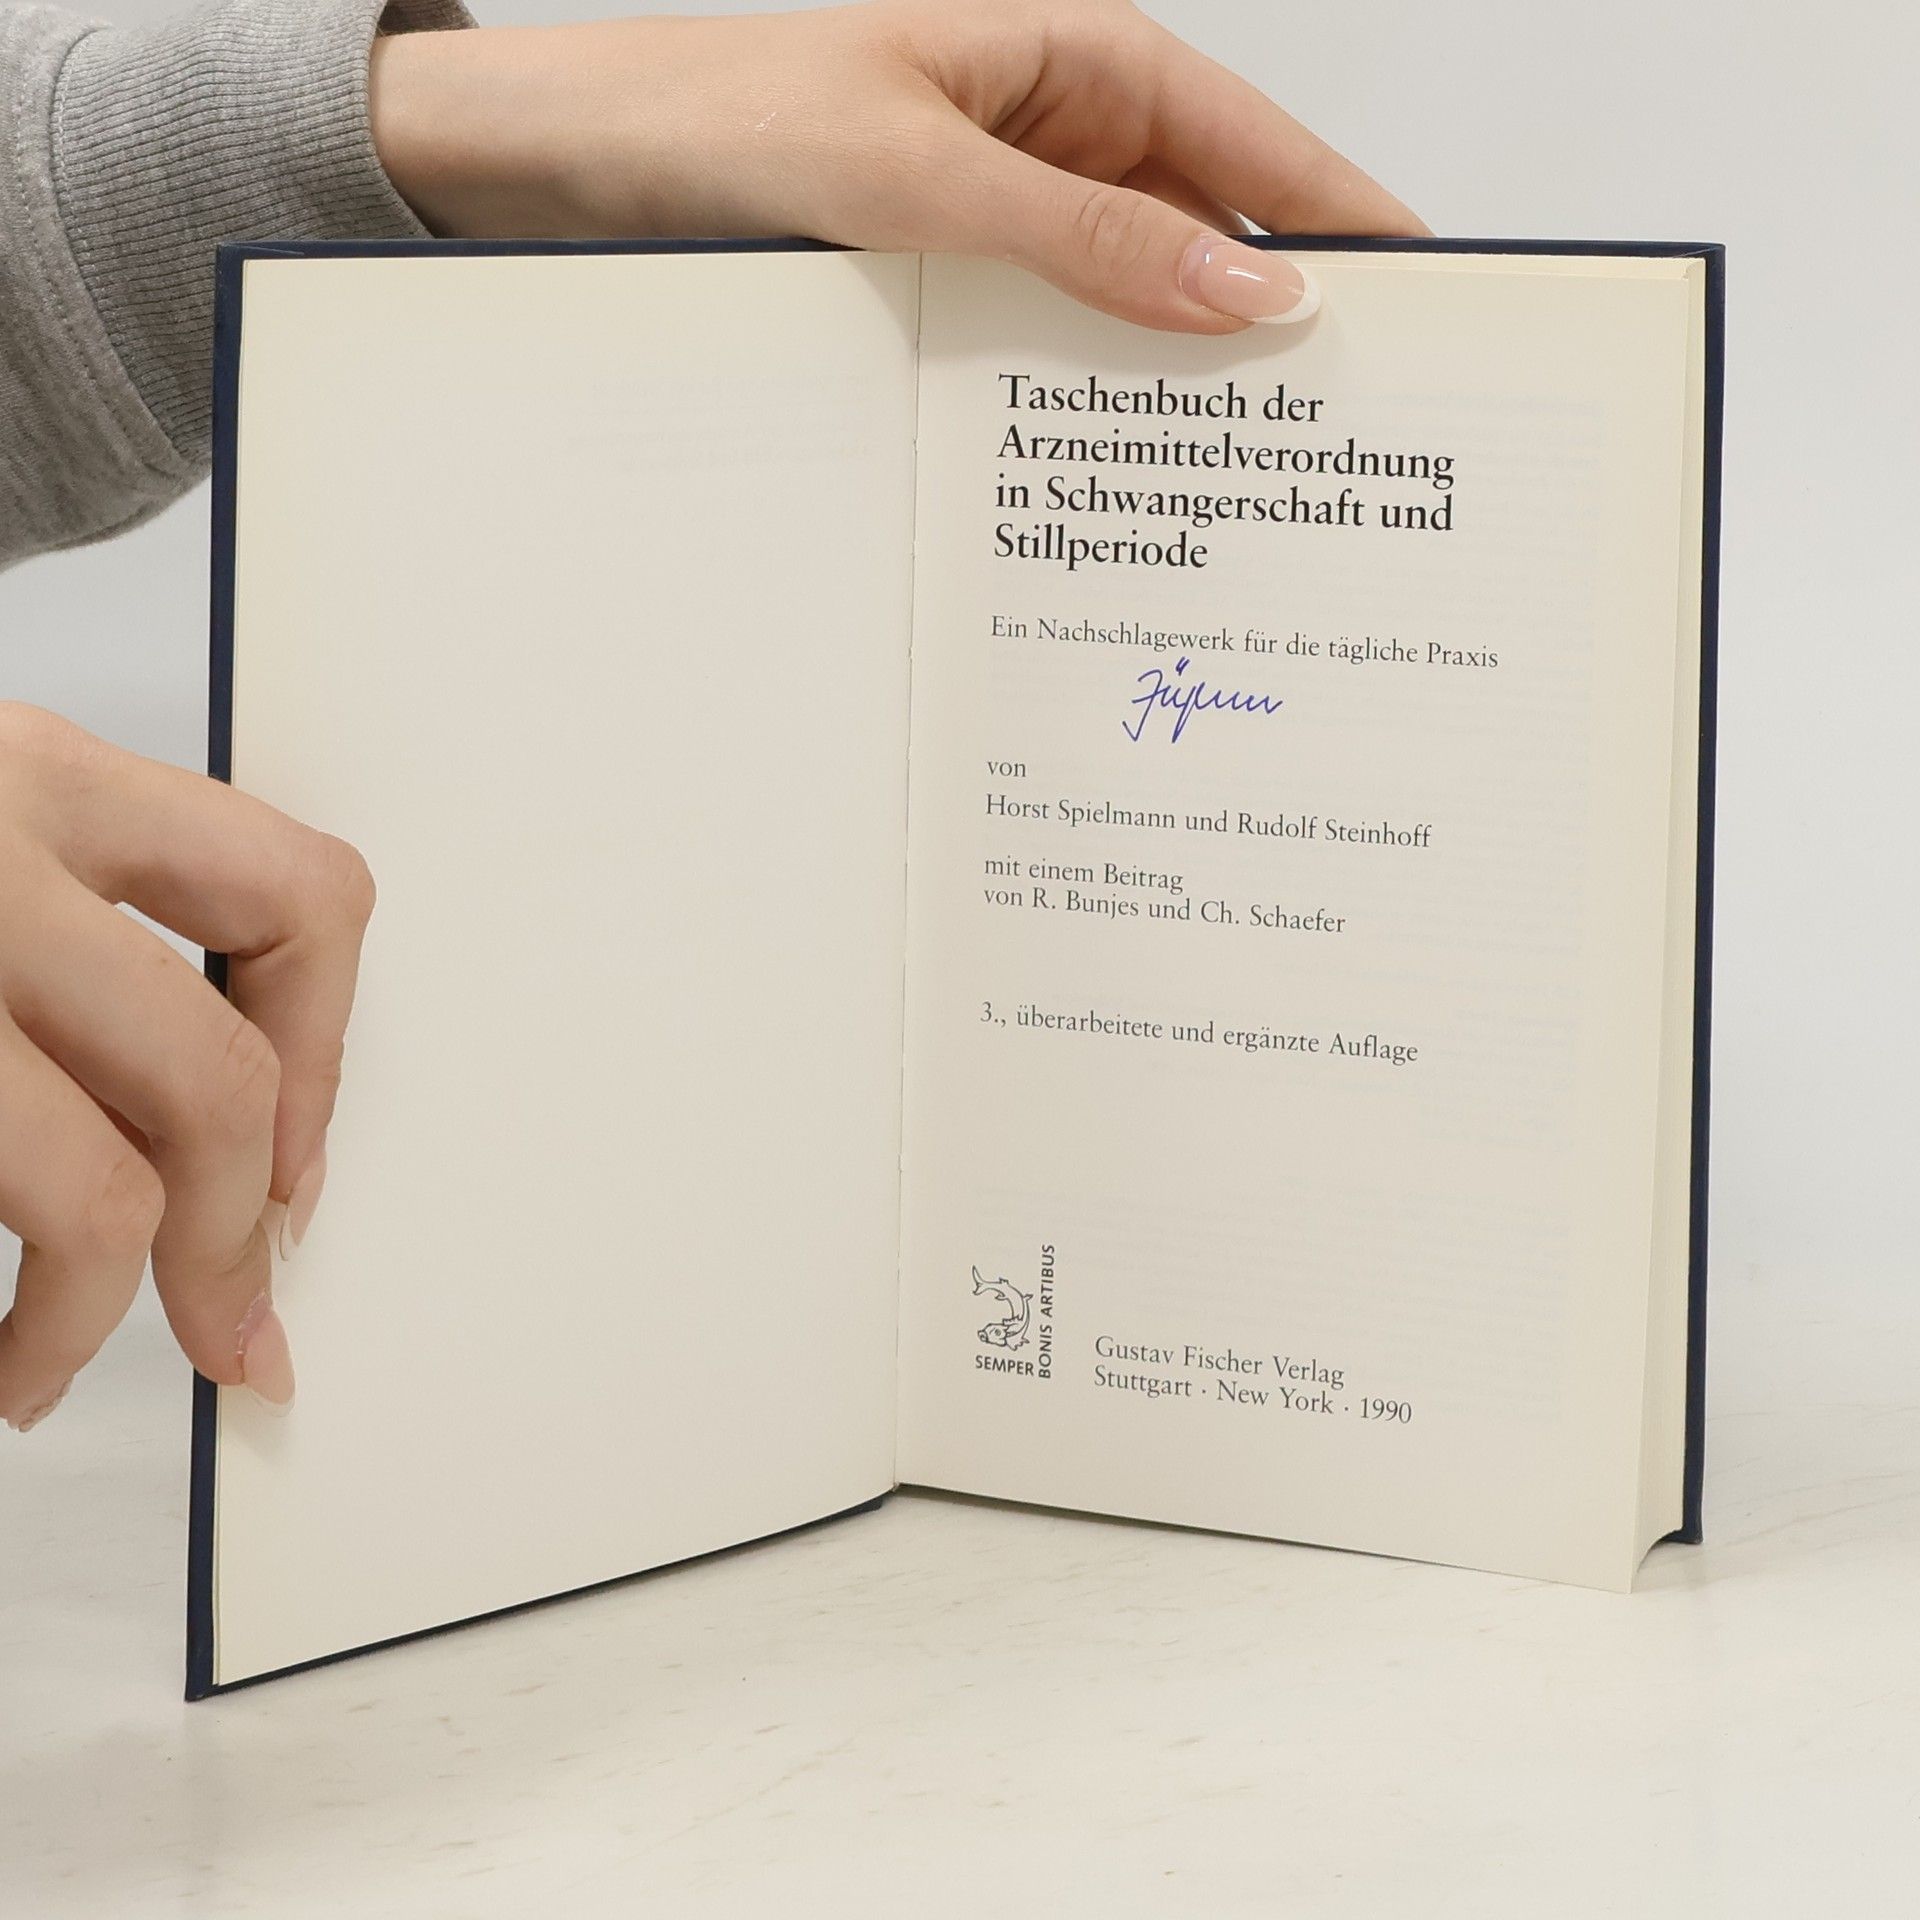 Taschenbuch der
Arzneimittelverordnung
in Schwangerschaft und
Stillperiode
Ein Nachschlagewerk für die tägliche Praxis
von
Horst Spielmann und Rudolf Steinhoff
mit einem Beitrag
von R. Bunjes und Ch. Schaefer
3., überarbeitete und ergänzte Auflage
SEMPER
BONIS ARTIBUS
Gustav Fischer Verlag
Stuttgart · New York · 1990